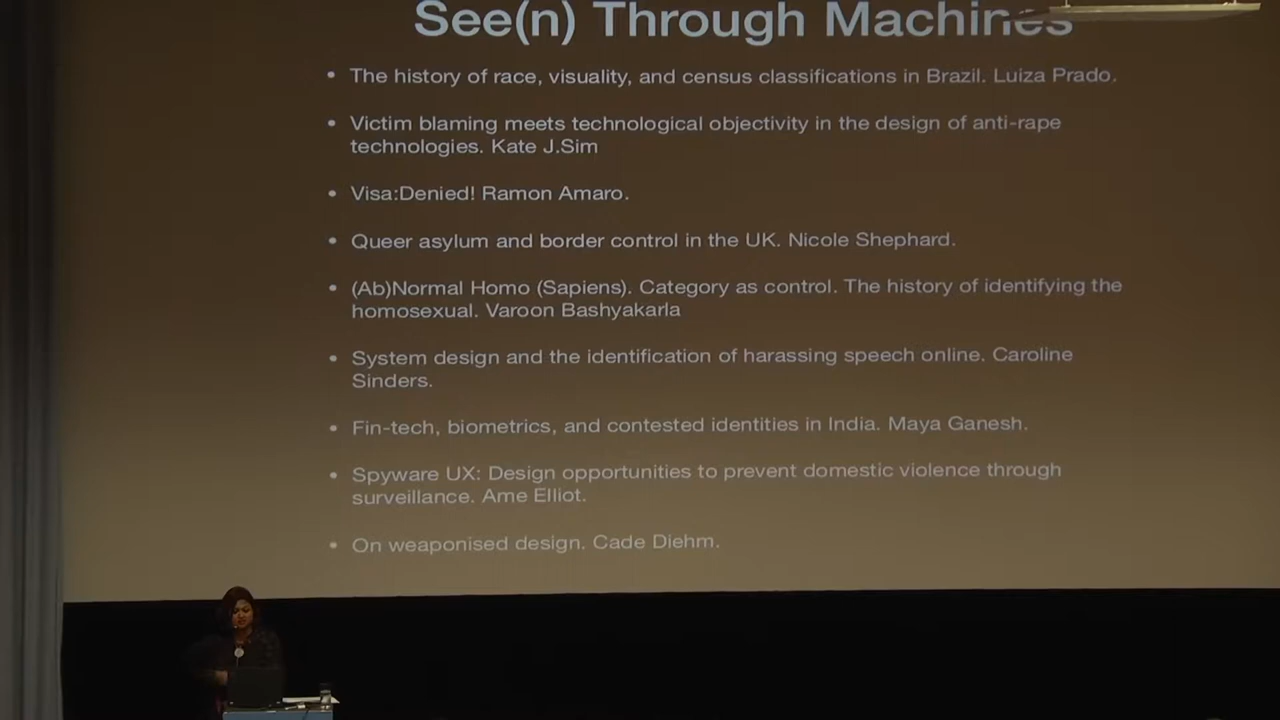 See(n) Through Machines
• The history of race, visuality, and census classifications in Brazil. Luiza Prado.
• Victim blaming meets technological objectivity in the design of anti-rape
technologies. Kate J.Sim
• Visa:Denied! Ramon Amaro.
• Queer asylum and border control in the UK. Nicole Shephard.
• (Ab)Normal Homo (Sapiens). Category as control. The history of identifying the
homosexual. Varoon Bashyakarla
• System design and the identification of harassing speech online. Caroline
Sinders.
• Fin-tech, biometrics, and contested identities in India. Maya Ganesh.
• Spyware UX: Design opportunities to prevent domestic violence through
surveillance. Ame Elliot.
• On weaponised design. Cade Diehm.